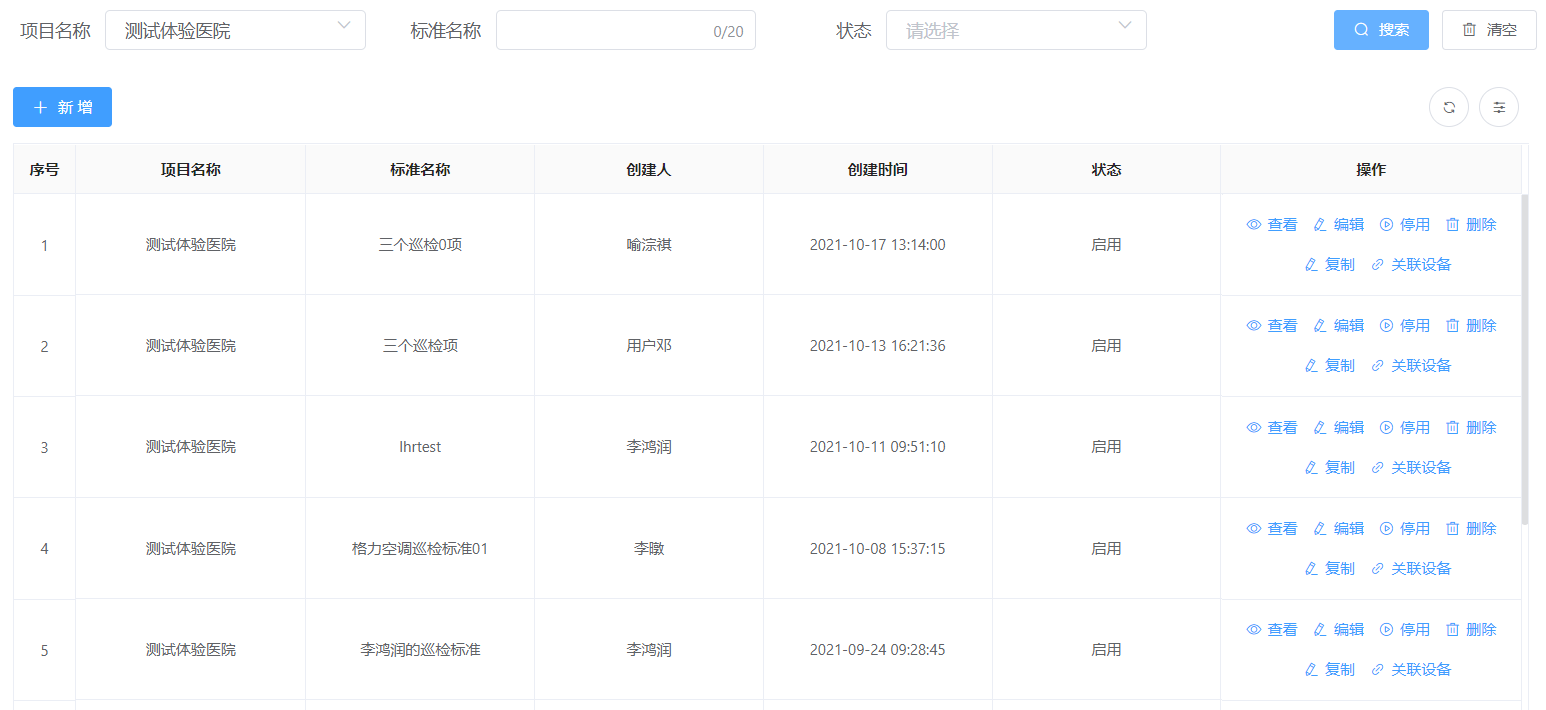 项目名称 测试体验医院 标准名称 0/20 状态 请选择 搜索 清空
新 增
序号 项目名称 标准名称 创建人 创建时间 状态 操作
1 测试体验医院 三个巡检0项 喻淙祺 2021-10-17 13:14:00 启用 查看 编辑 停用 删除
复制 关联设备
2 测试体验医院 三个巡检项 用户邓 2021-10-13 16:21:36 启用 查看 编辑 停用 删除
复制 关联设备
3 测试体验医院 lhrtest 李鸿润 2021-10-11 09:51:10 启用 查看 编辑 停用 删除
复制 关联设备
4 测试体验医院 格力空调巡检标准01 李暾 2021-10-08 15:37:15 启用 查看 编辑 停用 删除
复制 关联设备
5 测试体验医院 李鸿润的巡检标准 李鸿润 2021-09-24 09:28:45 启用 查看 编辑 停用 删除
复制 关联设备